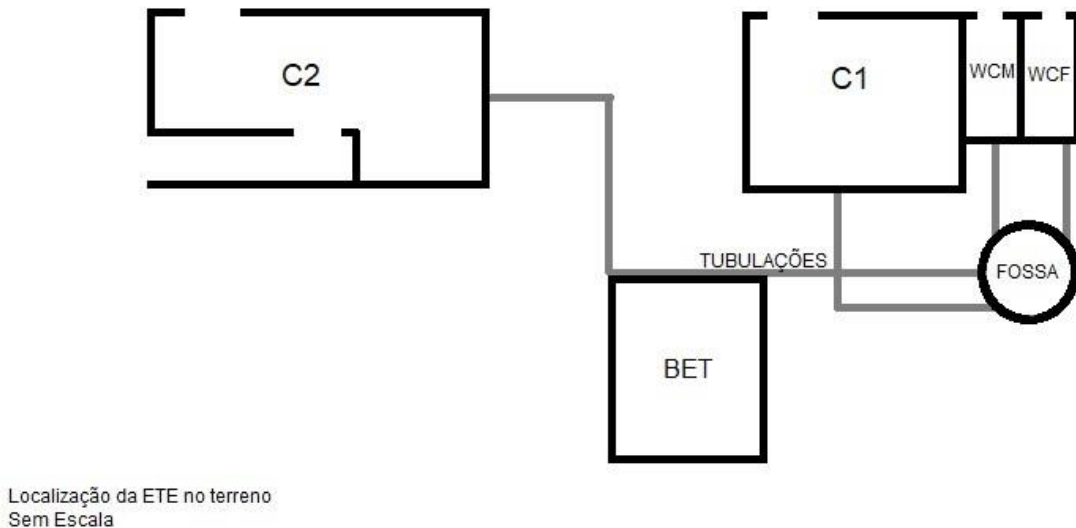 C2
C1
WCM
WCF
TUBULAÇÕES
FOSSA
BET
Localização da ETE no terreno
Sem Escala